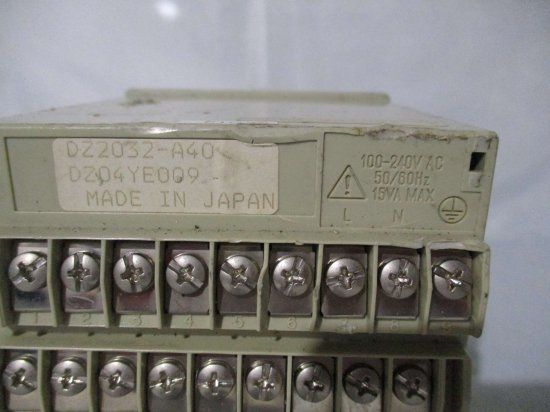 DZ2032-A40
DZ04YE009
MADE IN JAPAN
100-240V AC
50/60Hz
15VA MAX
L N
1 2 3 4 5 6 7 8 9